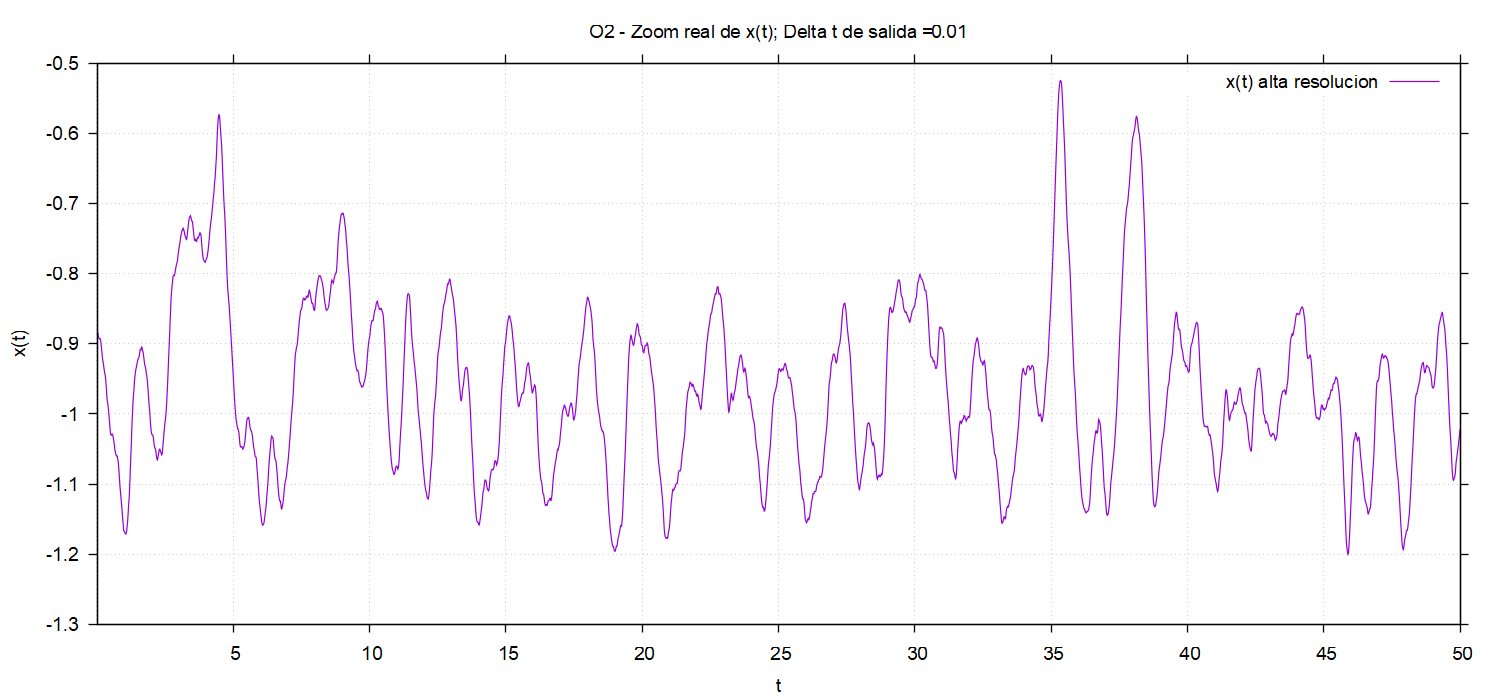 O2 - Zoom real de x(t); Delta t de salida =0.01
x(t) alta resolucion
x(t)
-0.5
-0.6
-0.7
-0.8
-0.9
-1
-1.1
-1.2
-1.3
5 10 15 20 25 30 35 40 45 50
t